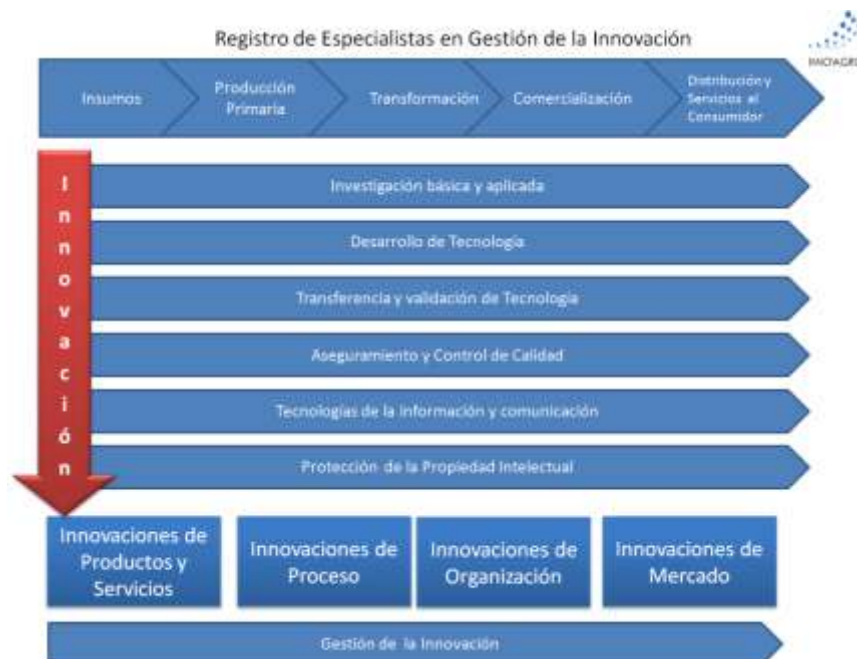 Registro de Especialistas en Gestión de la Innovación
INNOVAGRO
Insumos
Producción
Primaria
Transformación
Comercialización
Distribución y
Servicios al
Consumidor
Innovación
Investigación básica y aplicada
Desarrollo de Tecnología
Transferencia y validación de Tecnología
Aseguramiento y Control de Calidad
Tecnologías de la información y comunicación
Protección de la Propiedad Intelectual
Innovaciones de
Productos y
Servicios
Innovaciones de
Proceso
Innovaciones de
Organización
Innovaciones de
Mercado
Gestión de la Innovación